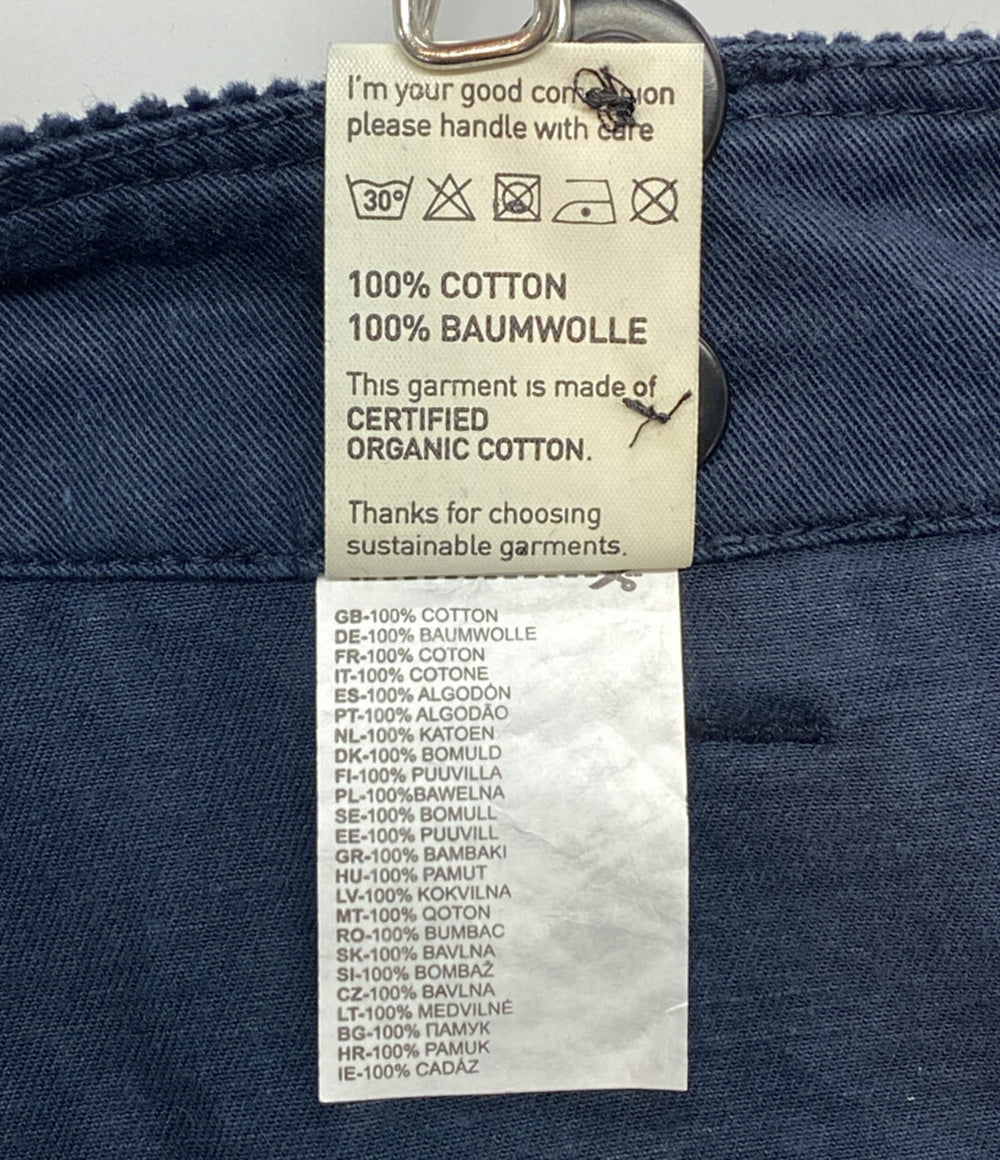 I'm your good
please handle with care
30°
100% COTTON
100% BAUMWOLLE
This garment is made of
CERTIFIED
ORGANIC COTTON.
Thanks for choosing
sustainable garments.
GB-100% COTTON
DE-100% BAUMWOLLE
FR-100% COTON
IT-100% COTONE
ES-100% ALGODÓN
PT-100% ALGODÃO
NL-100% KATOEN
DK-100% BOMULD
FI-100% PUUVILLA
PL-100%BAWELNA
SE-100% BOMULL
EE-100% PUUVILL
GR-100% BAMBAKI
HU-100% PAMUT
LV-100% KOKVILNA
MT-100% QOTON
RO-100% BUMBAC
SK-100% BAVLNA
SI-100% BOMBAŽ
CZ-100% BAVLNA
LT-100% MEDVILNÉ
BG-100% ПАМУК
HR-100% PAMUK
IE-100% CADÁZ